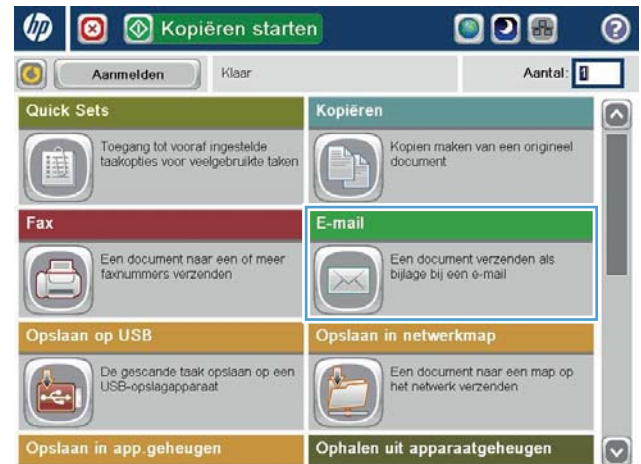 hp
Kopiëren starten
?
Aanmelden
Klaar
Aantal: 1
Quick Sets
Toegang tot vooraf ingestelde
taakopties voor veelgebruikte taken
Kopiëren
Kopien maken van een origineel
document
Fax
Een document naar een of meer
faxnummers verzenden
E-mail
Een document verzenden als
bijlage bij een e-mail
Opslaan op USB
De gescande taak opslaan op een
USB-opslagapparaat
Opslaan in netwerkmap
Een document naar een map op
het netwerk verzenden
Opslaan in app.geheugen
Ophalen uit apparaatgeheugen